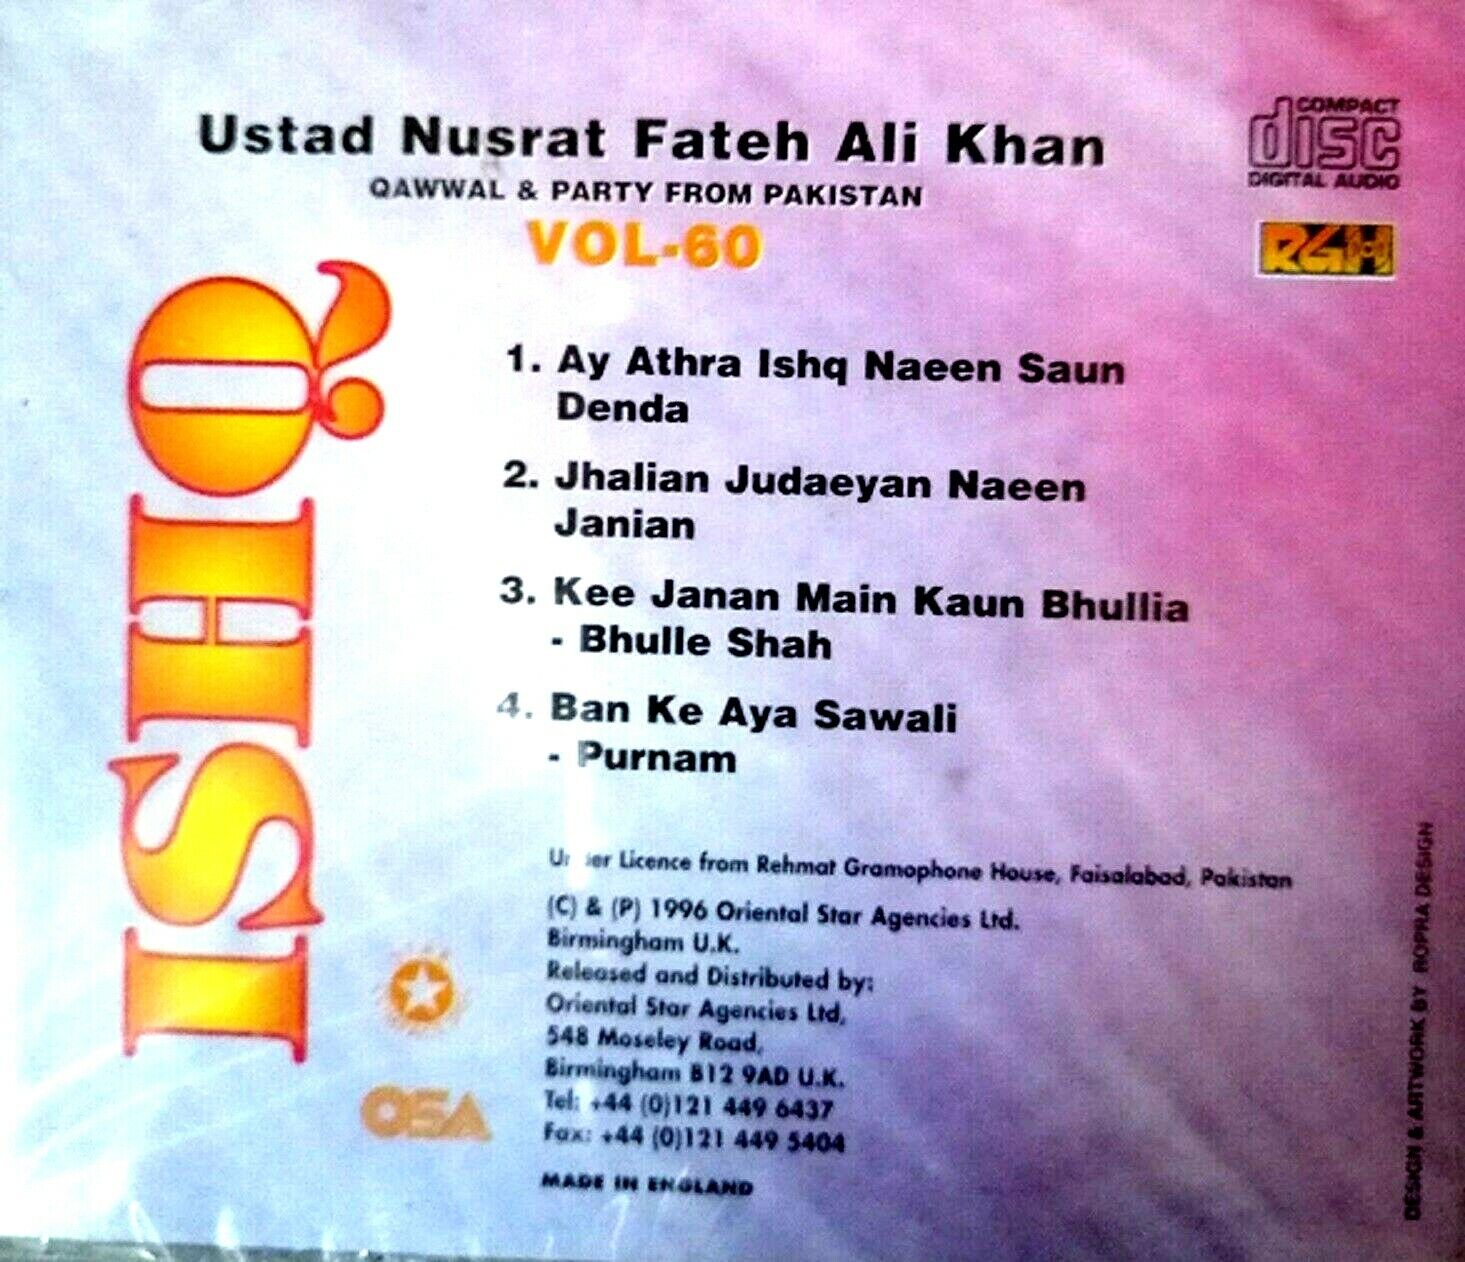 Ustad Nusrat Fateh Ali Khan
QAWWAL & PARTY FROM PAKISTAN
VOL-60
COMPACT
disc
DIGITAL AUDIO
RGH
ISHQ
1. Ay Athra Ishq Naeen Saun
Denda
2. Jhalian Judaeyan Naeen
Janian
3. Kee Janan Main Kaun Bhullia
- Bhulle Shah
4. Ban Ke Aya Sawali
- Purnam
Under Licence from Rehmat Gramophone House, Faisalabad, Pakistan
(C) & (P) 1996 Oriental Star Agencies Ltd.
Birmingham U.K.
Released and Distributed by:
Oriental Star Agencies Ltd,
548 Moseley Road,
Birmingham B12 9AD U.K.
Tel: +44 (0)121 449 6437
Fax: +44 (0)121 449 5404
MADE IN ENGLAND
OSA
DESIGN & ARTWORK BY ROPRA DESIGN